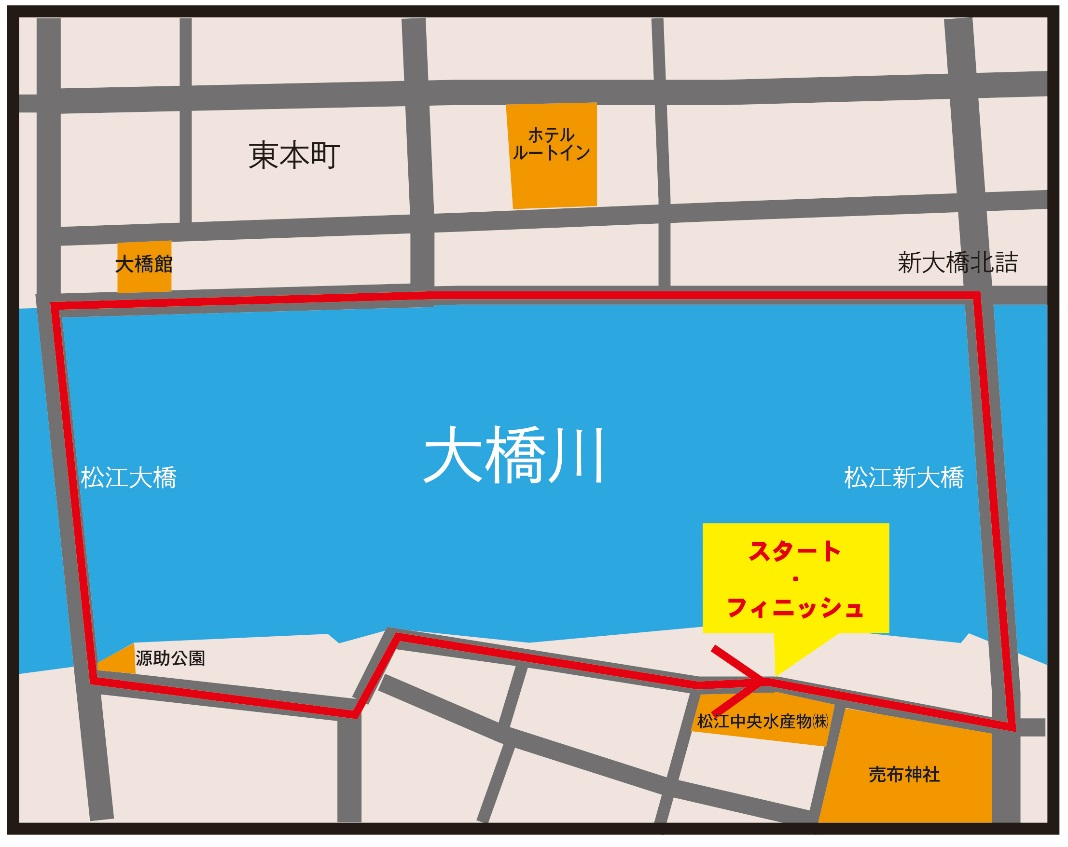 東本町
ホテル
ルートイン
大橋館
新大橋北詰
大橋川
松江大橋
松江新大橋
スタート
・
フィニッシュ
源助公園
松江中央水産物㈱
売布神社